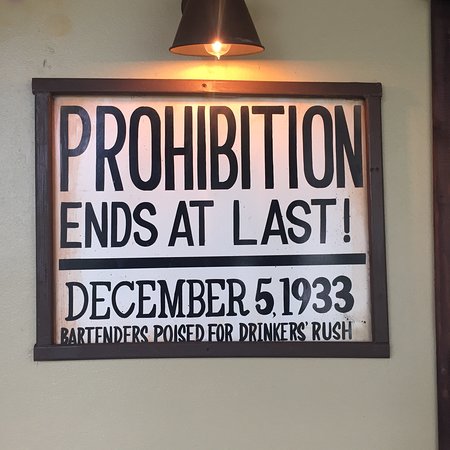 PROHIBITION
ENDS AT LAST!
DECEMBER 5, 1933
BARTENDERS POISED FOR DRINKERS' RUSH